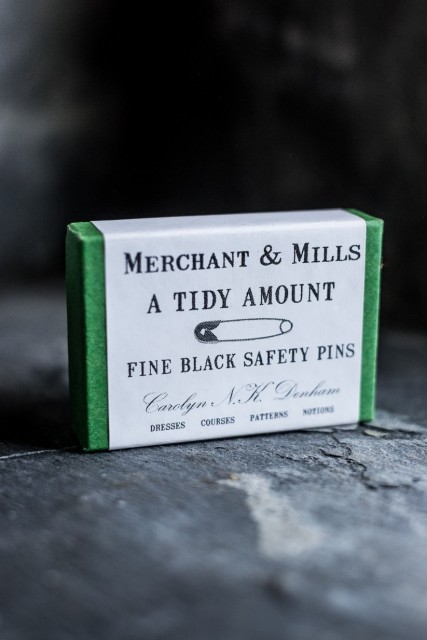 MERCHANT & MILLS
A TIDY AMOUNT
FINE BLACK SAFETY PINS
Carolyn N.K. Denham
DRESSES COURSES PATTERNS NOTIONS